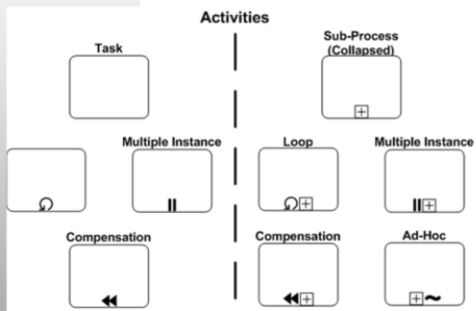 Activities
Task
Sub-Process
(Collapsed)
Multiple Instance
Loop
Multiple Instance
Compensation
Compensation
Ad-Hoc